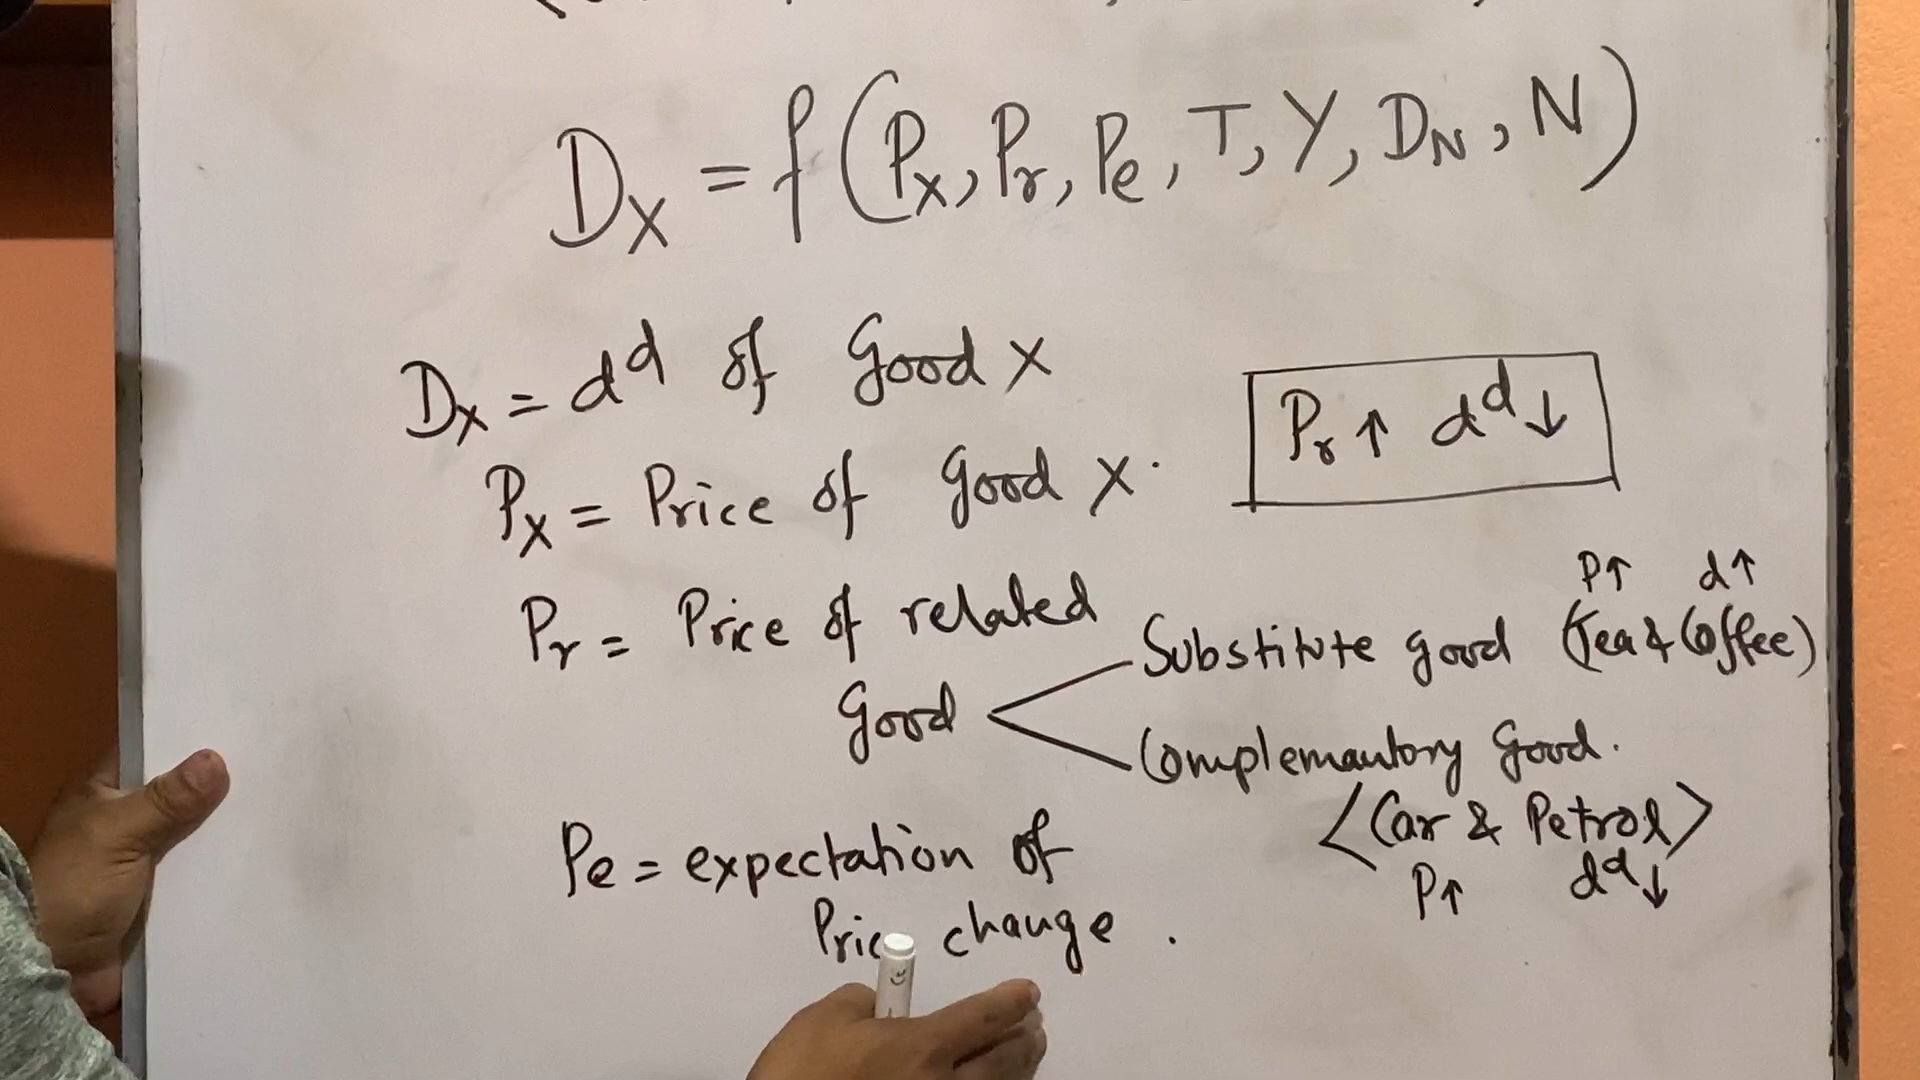 Dx = f(Px, Pr, Pe, T, Y, DN, N)
Dx = dd of Good X
Px = Price of Good X.
Pr ↑ dd ↓
Pr = Price of related
Good
P↑ d↑
Substitute good (Tea & Coffee)
Complemantory Good.
<Car & Petrol>
P↑ dd↓
Pe = expectation of
change.